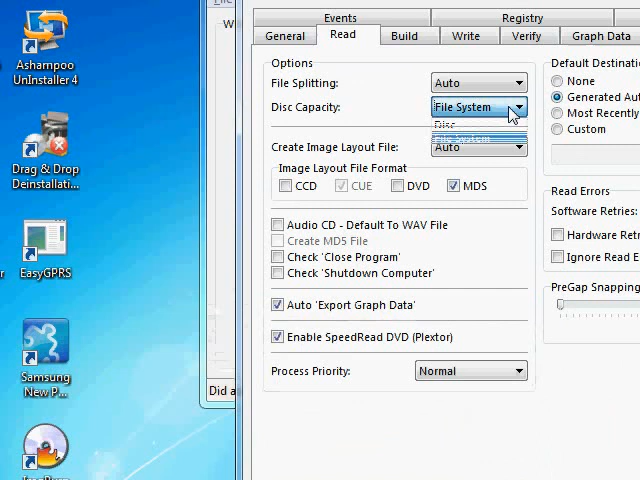 Ashampoo
UnInstaller 4
Drag & Drop
Deinstallati...
EasyGPRS
Samsung
New P...
W
Did a
Events
Registry
General
Read
Build
Write
Verify
Graph Data
Options
File Splitting:
Auto
Disc Capacity:
File System
Disc
File System
Create Image Layout File:
Auto
Image Layout File Format
CCD
CUE
DVD
MDS
Audio CD - Default To WAV File
Create MD5 File
Check 'Close Program'
Check 'Shutdown Computer'
Auto 'Export Graph Data'
Enable SpeedRead DVD (Plextor)
Process Priority:
Normal
Default Destinatio
None
Generated Aut
Most Recently
Custom
Read Errors
Software Retries:
Hardware Retr
Ignore Read E
PreGap Snapping